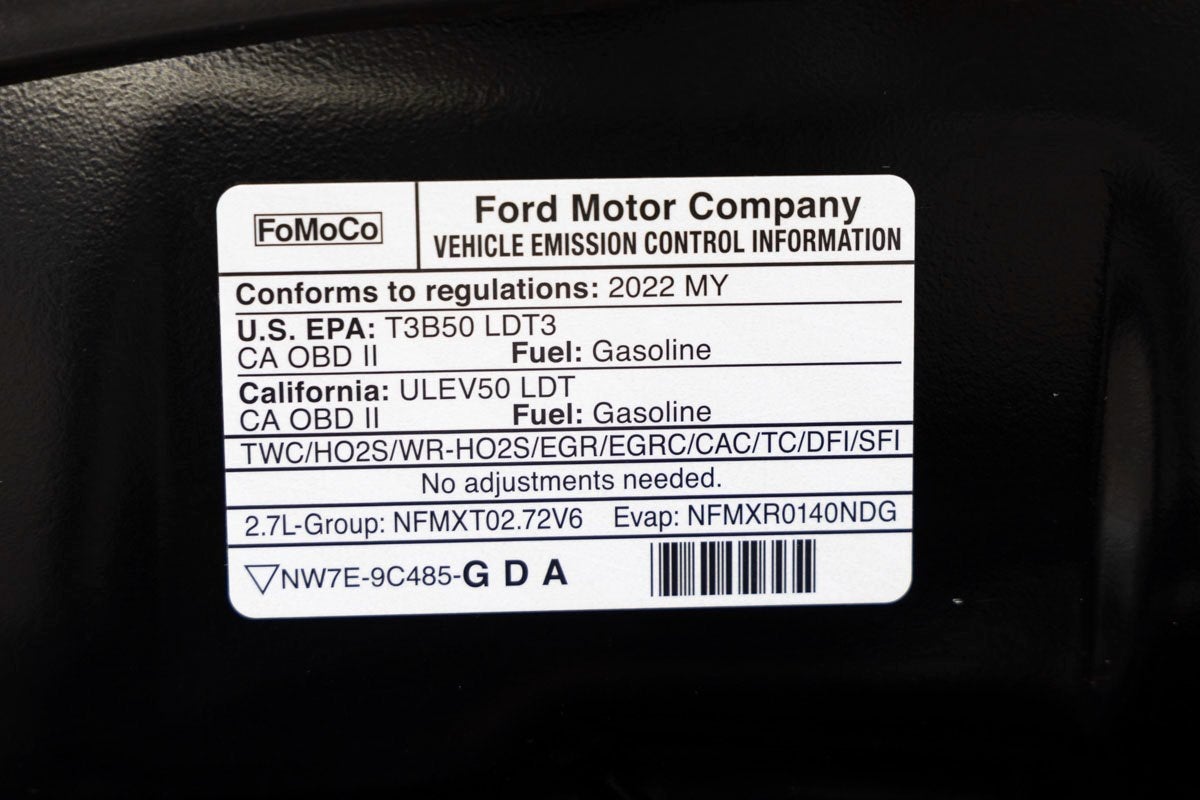 FoMoCo
Ford Motor Company
VEHICLE EMISSION CONTROL INFORMATION
Conforms to regulations: 2022 MY
U.S. EPA: T3B50 LDT3
CA OBD II Fuel: Gasoline
California: ULEV50 LDT
CA OBD II Fuel: Gasoline
TWC/HO2S/WR-HO2S/EGR/EGRC/CAC/TC/DFI/SFI
No adjustments needed.
2.7L-Group: NFMXT02.72V6 Evap: NFMXR0140NDG
▽NW7E-9C485-G D A